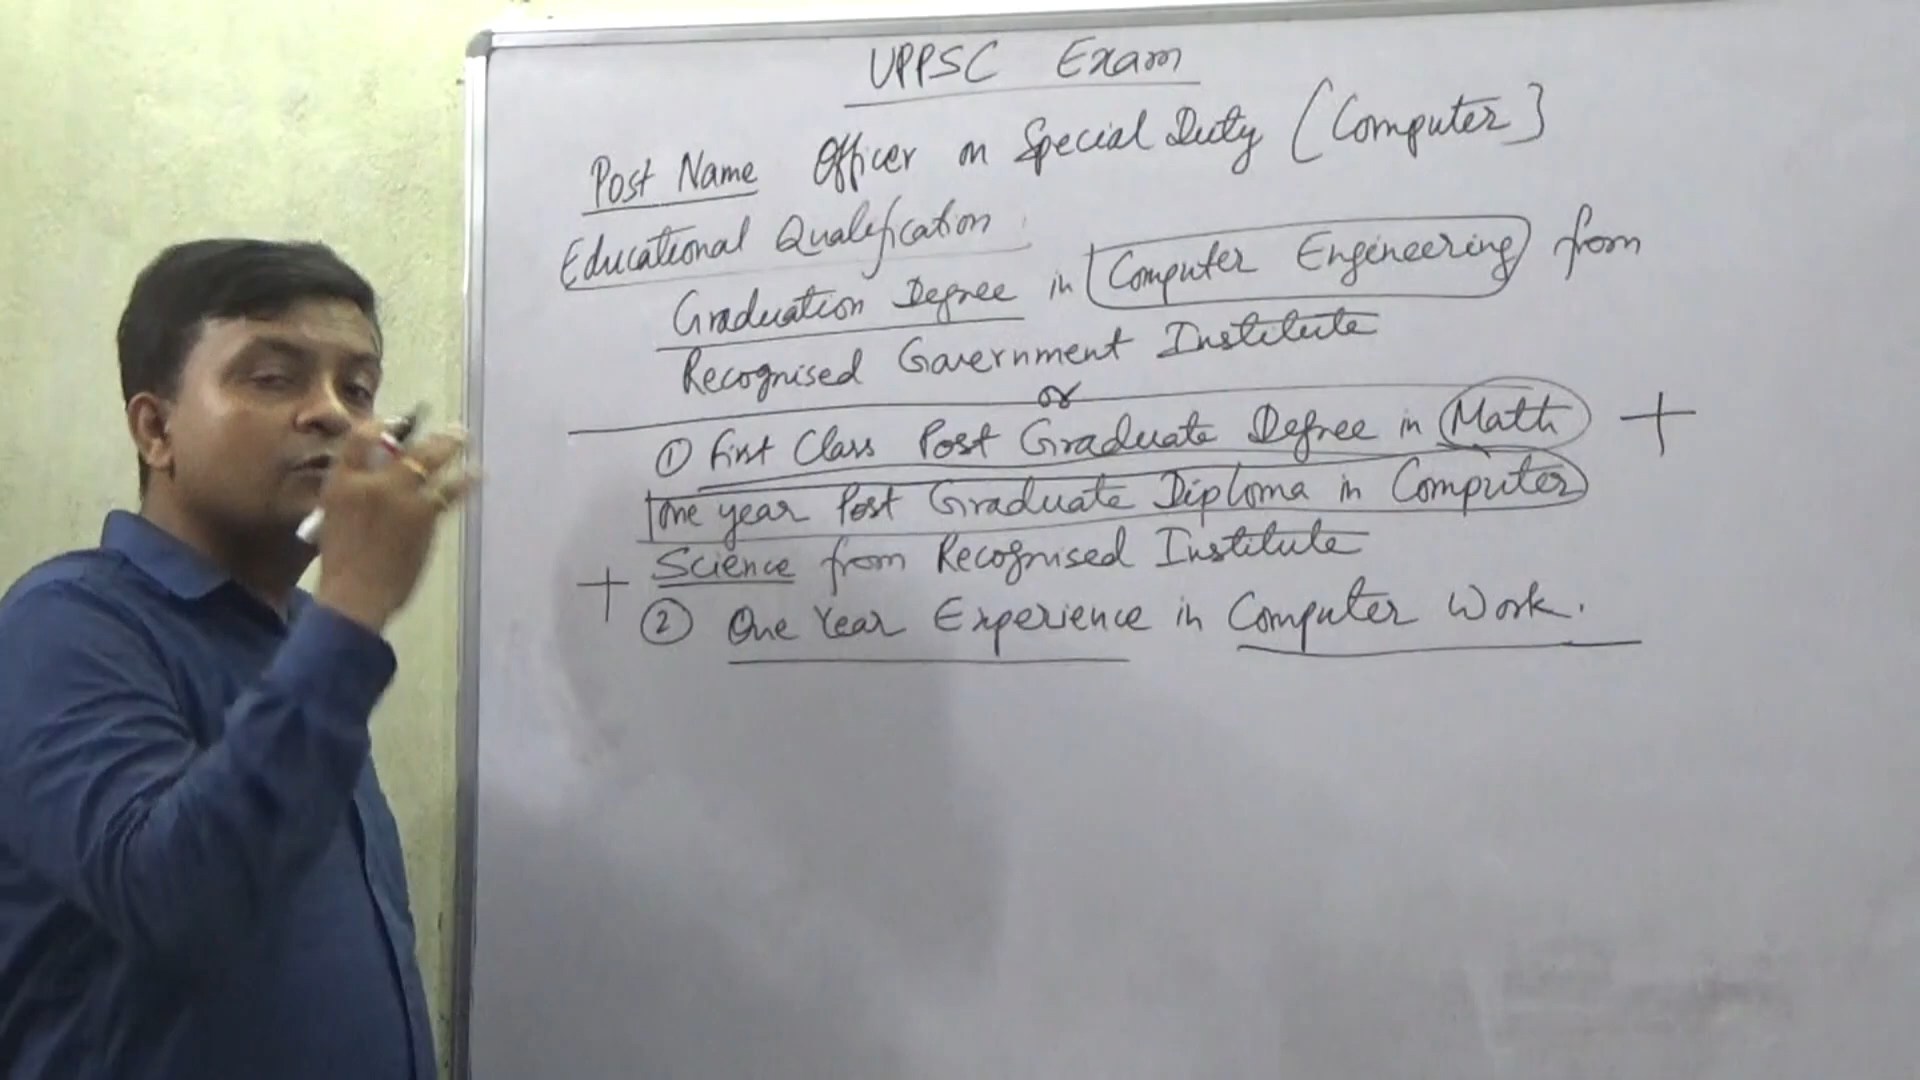 UPPSC Exam
Post Name Officer on Special Duty [Computer]
Educational Qualification
Graduation Degree in Computer Engineering from
Recognised Government Institute
or
① First Class Post Graduate Degree in Math +
One year Post Graduate Diploma in Computer
+ Science from Recognised Institute
② One Year Experience in Computer Work.